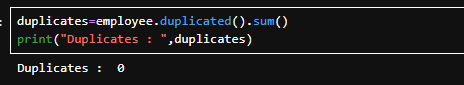 duplicates=employee.duplicated().sum()
print("Duplicates : ",duplicates)
Duplicates :  0